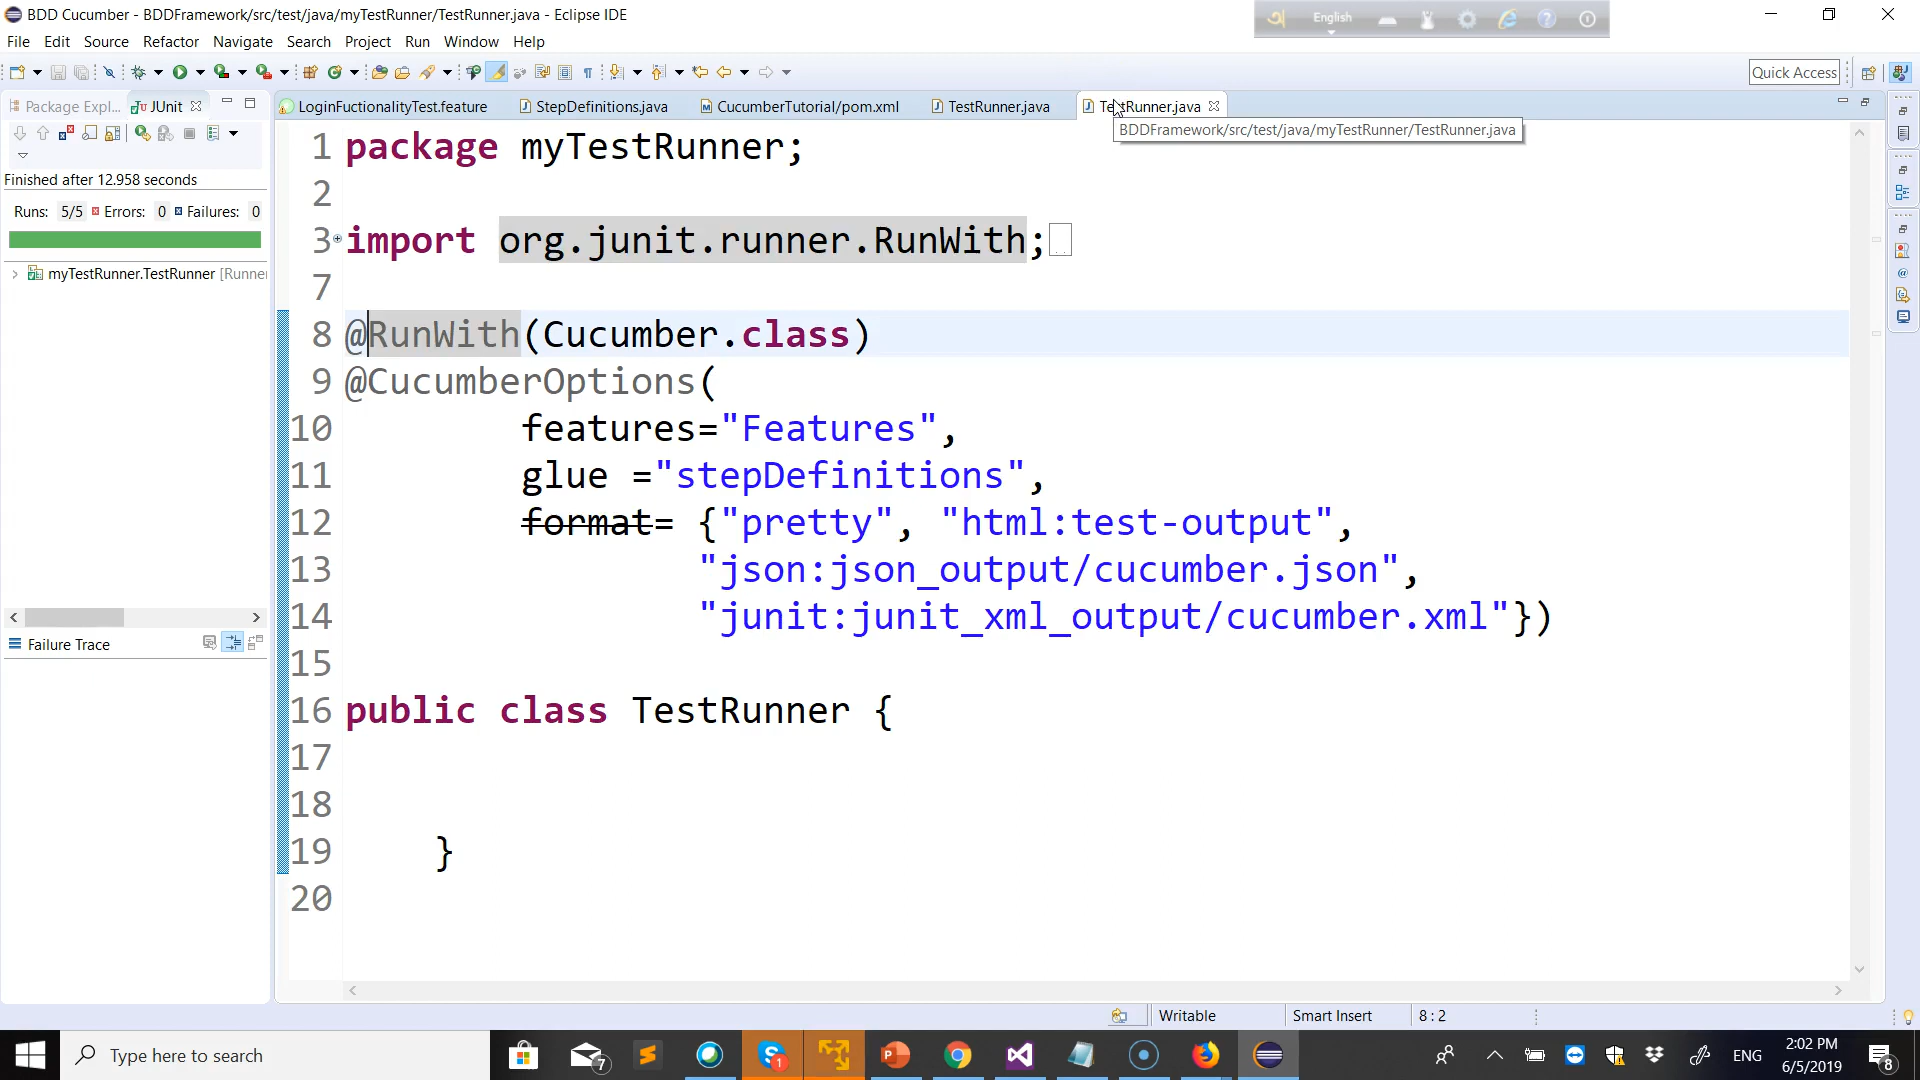 BDD Cucumber - BDDFramework/src/test/java/myTestRunner/TestRunner.java - Eclipse IDE
English
File Edit Source Refactor Navigate Search Project Run Window Help
Quick Access
Package Expl... JUnit
LoginFuctionalityTest.feature StepDefinitions.java CucumberTutorial/pom.xml TestRunner.java TestRunner.java
BDDFramework/src/test/java/myTestRunner/TestRunner.java
Finished after 12.958 seconds
Runs: 5/5 Errors: 0 Failures: 0
myTestRunner.TestRunner [Runner
Failure Trace
1 package myTestRunner;
2
3 import org.junit.runner.RunWith;
7
8 @RunWith(Cucumber.class)
9 @CucumberOptions(
10 features="Features",
11 glue ="stepDefinitions",
12 format= {"pretty", "html:test-output",
13 "json:json_output/cucumber.json",
14 "junit:junit_xml_output/cucumber.xml"})
15
16 public class TestRunner {
17
18
19 }
20
Writable Smart Insert 8 : 2
Type here to search
7
1
ENG
2:02 PM
6/5/2019
8